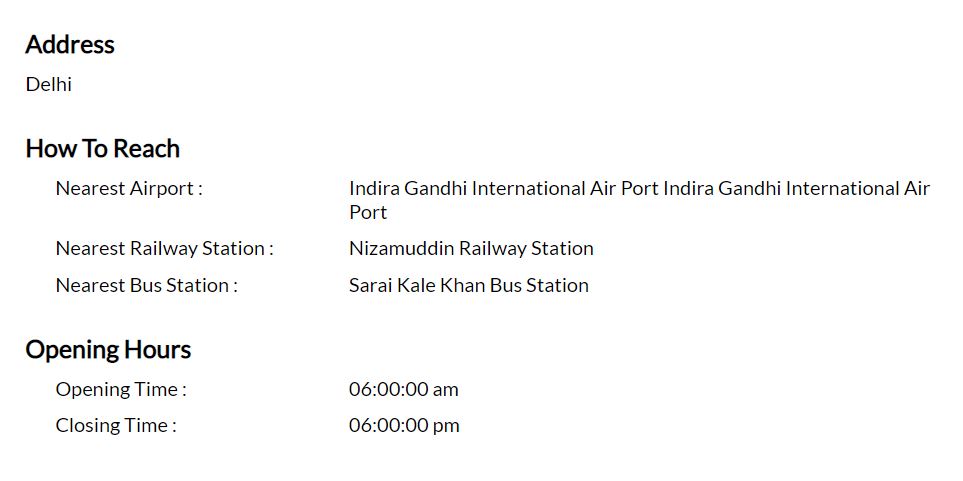 Address
Delhi
How To Reach
Nearest Airport : Indira Gandhi International Air Port Indira Gandhi International Air
Port
Nearest Railway Station : Nizamuddin Railway Station
Nearest Bus Station : Sarai Kale Khan Bus Station
Opening Hours
Opening Time : 06:00:00 am
Closing Time : 06:00:00 pm